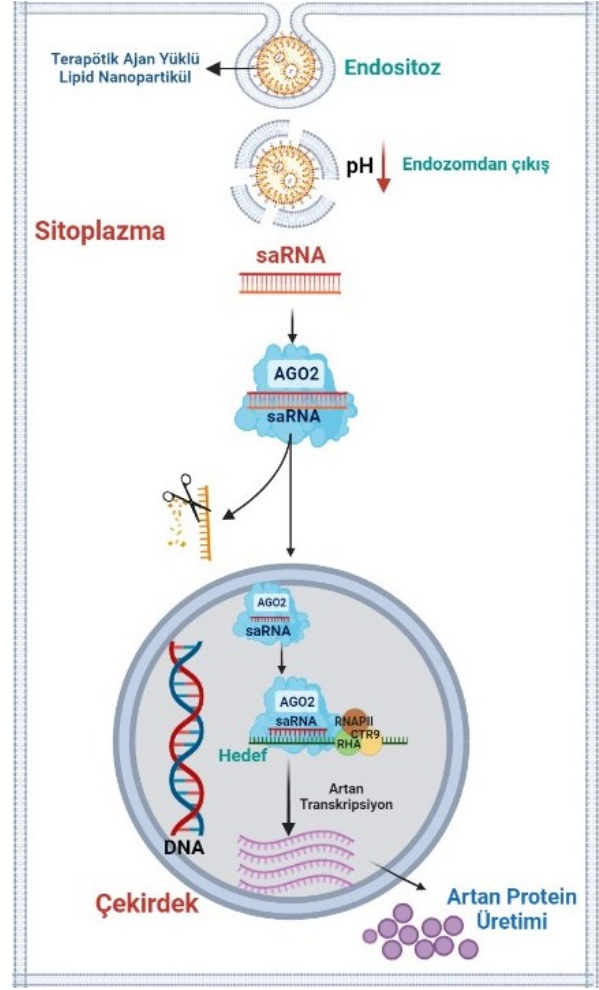 Terapötik Ajan Yüklü
Lipid Nanopartikül
Endositoz
pH
Endozomdan çıkış
Sitoplazma
saRNA
AGO2
saRNA
AGO2
saRNA
AGO2
saRNA
RNAPII
CTR9
RHA
Hedef
Artan
Transkripsiyon
DNA
Çekirdek
Artan Protein
Üretimi